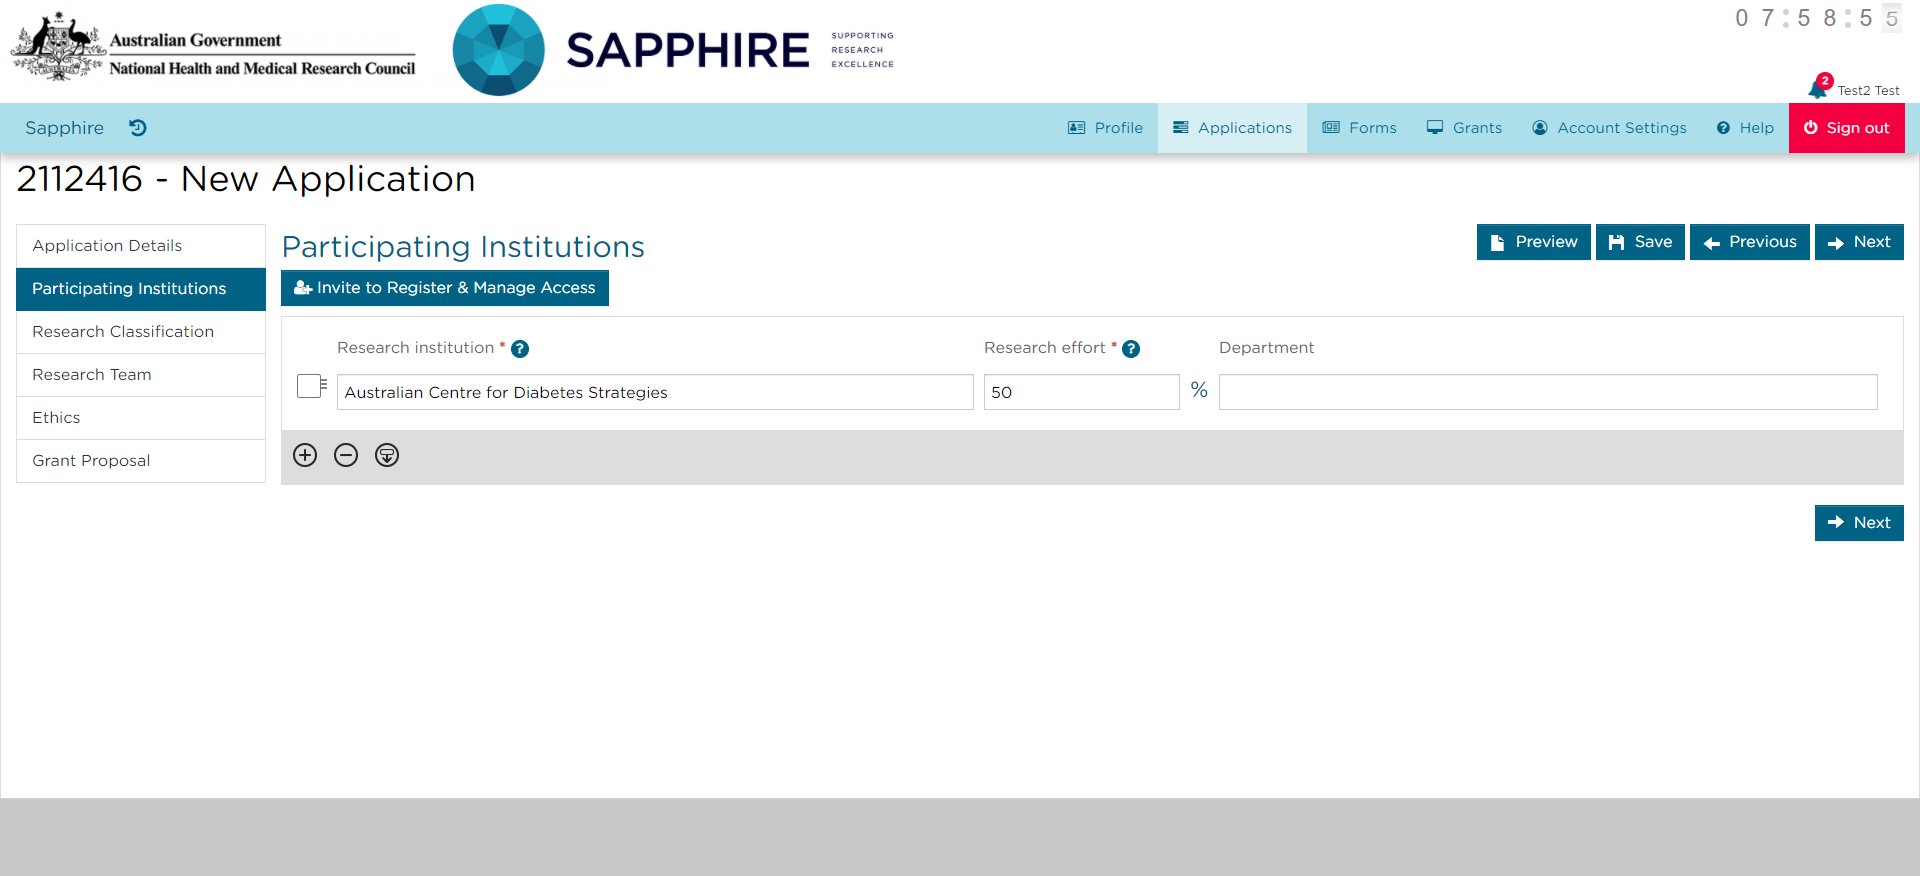 Australian Government
National Health and Medical Research Council
SAPPHIRE
SUPPORTING
RESEARCH
EXCELLENCE
07:58:55
2
Test2 Test
Sapphire
Profile
Applications
Forms
Grants
Account Settings
? Help
Sign out
2112416 - New Application
Application Details
Participating Institutions
Research Classification
Research Team
Ethics
Grant Proposal
Participating Institutions
Preview
Save
Previous
Next
Invite to Register & Manage Access
Research institution * ?
Research effort * ?
Department
Australian Centre for Diabetes Strategies
50
%
Next